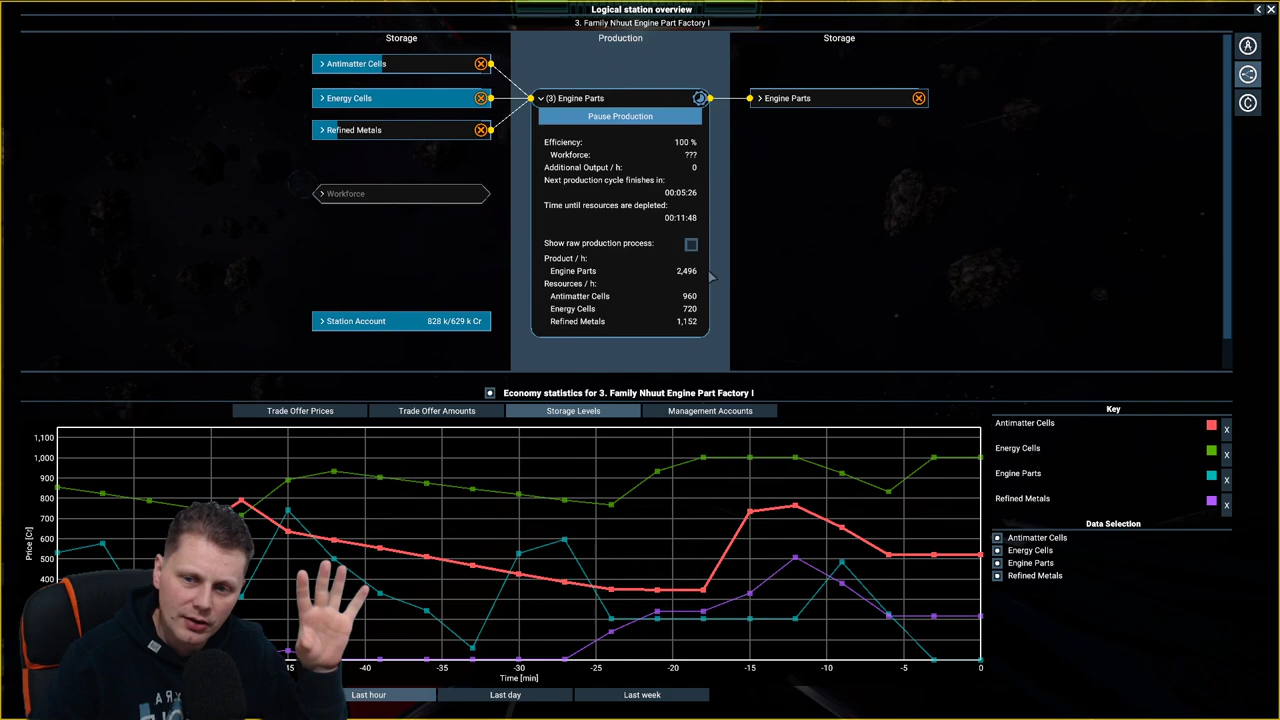 Logical station overview
3. Family Nhuut Engine Part Factory I
Storage
Production
Storage
Antimatter Cells
Energy Cells
Refined Metals
Workforce
Station Account 828 k/629 k Cr
(3) Engine Parts
Pause Production
Efficiency: 100 %
Workforce: ???
Additional Output / h: 0
Next production cycle finishes in:
00:05:26
Time until resources are depleted:
00:11:48
Show raw production process:
Product / h:
Engine Parts 2,496
Resources / h:
Antimatter Cells 960
Energy Cells 720
Refined Metals 1,152
Engine Parts
A
C
Economy statistics for 3. Family Nhuut Engine Part Factory I
Trade Offer Prices
Trade Offer Amounts
Storage Levels
Management Accounts
Price [Cr]
1,100
1,000
900
800
700
600
500
400
15
-40
-35
-30
-25
-20
-15
-10
-5
0
Time [min]
Last hour
Last day
Last week
Key
Antimatter Cells X
Energy Cells X
Engine Parts X
Refined Metals X
Data Selection
Antimatter Cells
Energy Cells
Engine Parts
Refined Metals